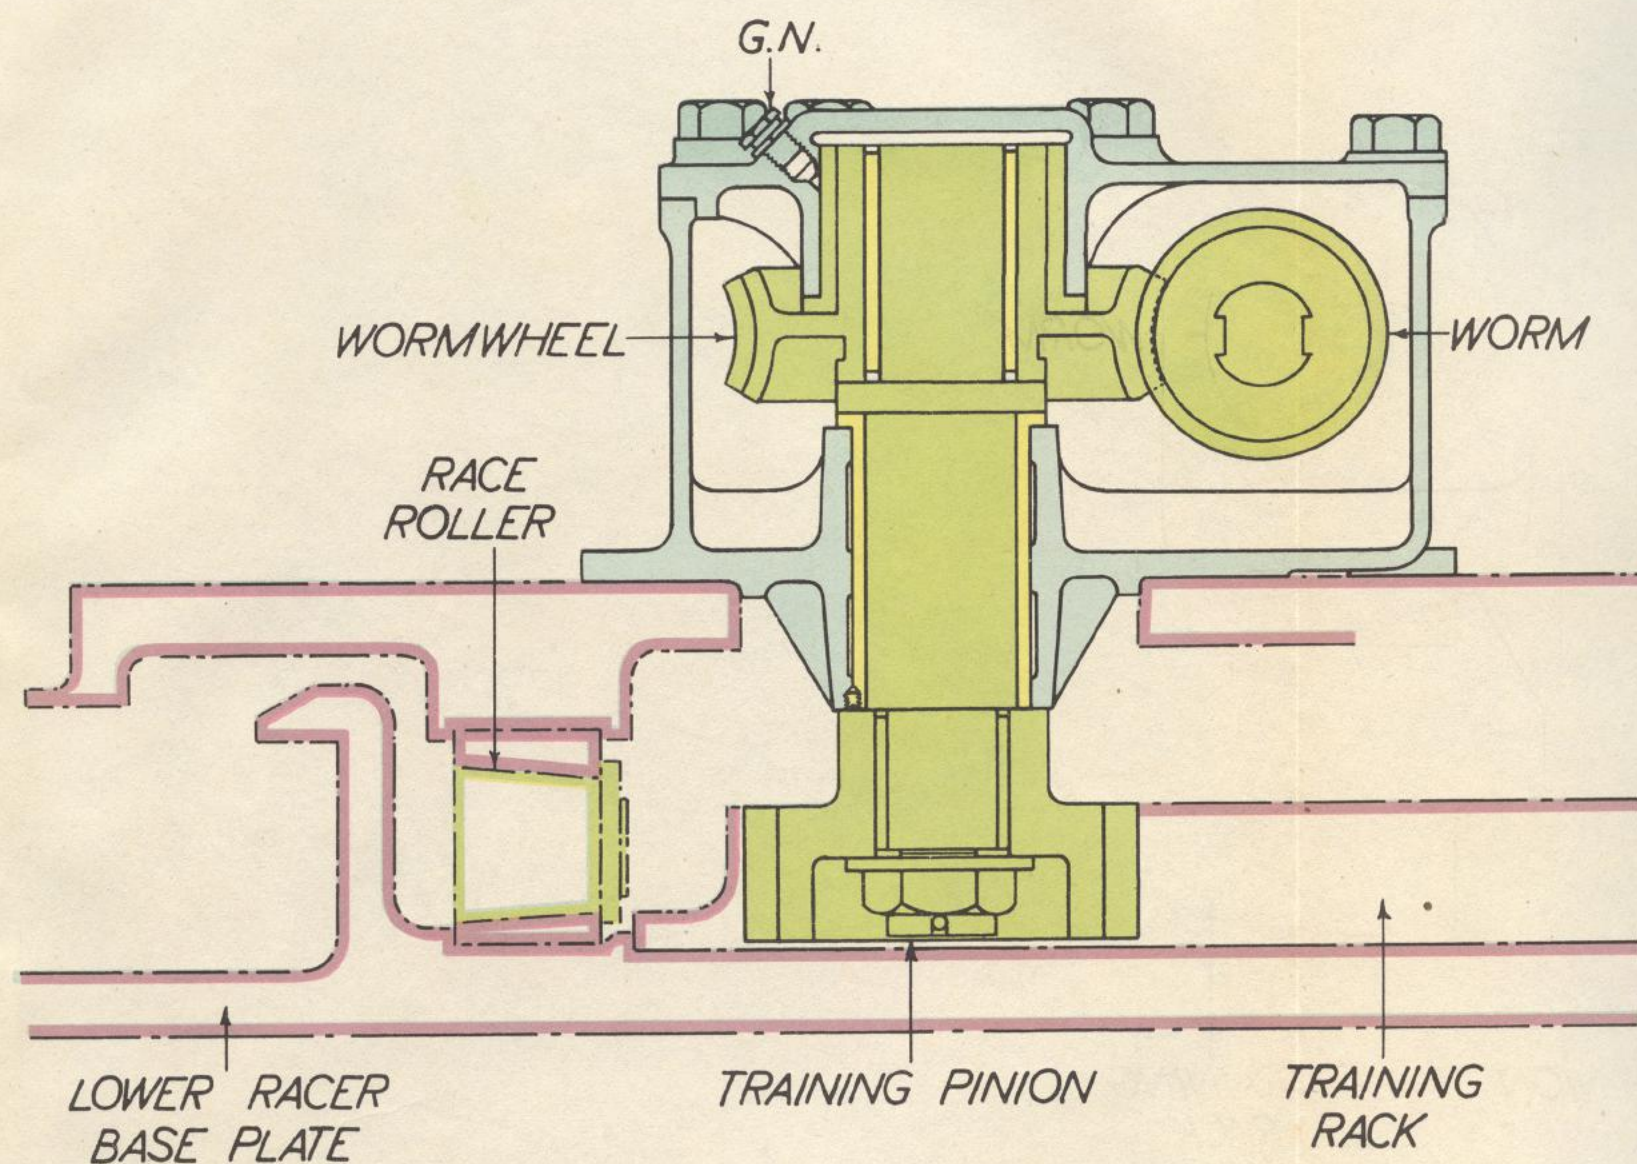 G.N.
WORMWHEEL
WORM
RACE
ROLLER
LOWER RACER
BASE PLATE
TRAINING PINION
TRAINING
RACK